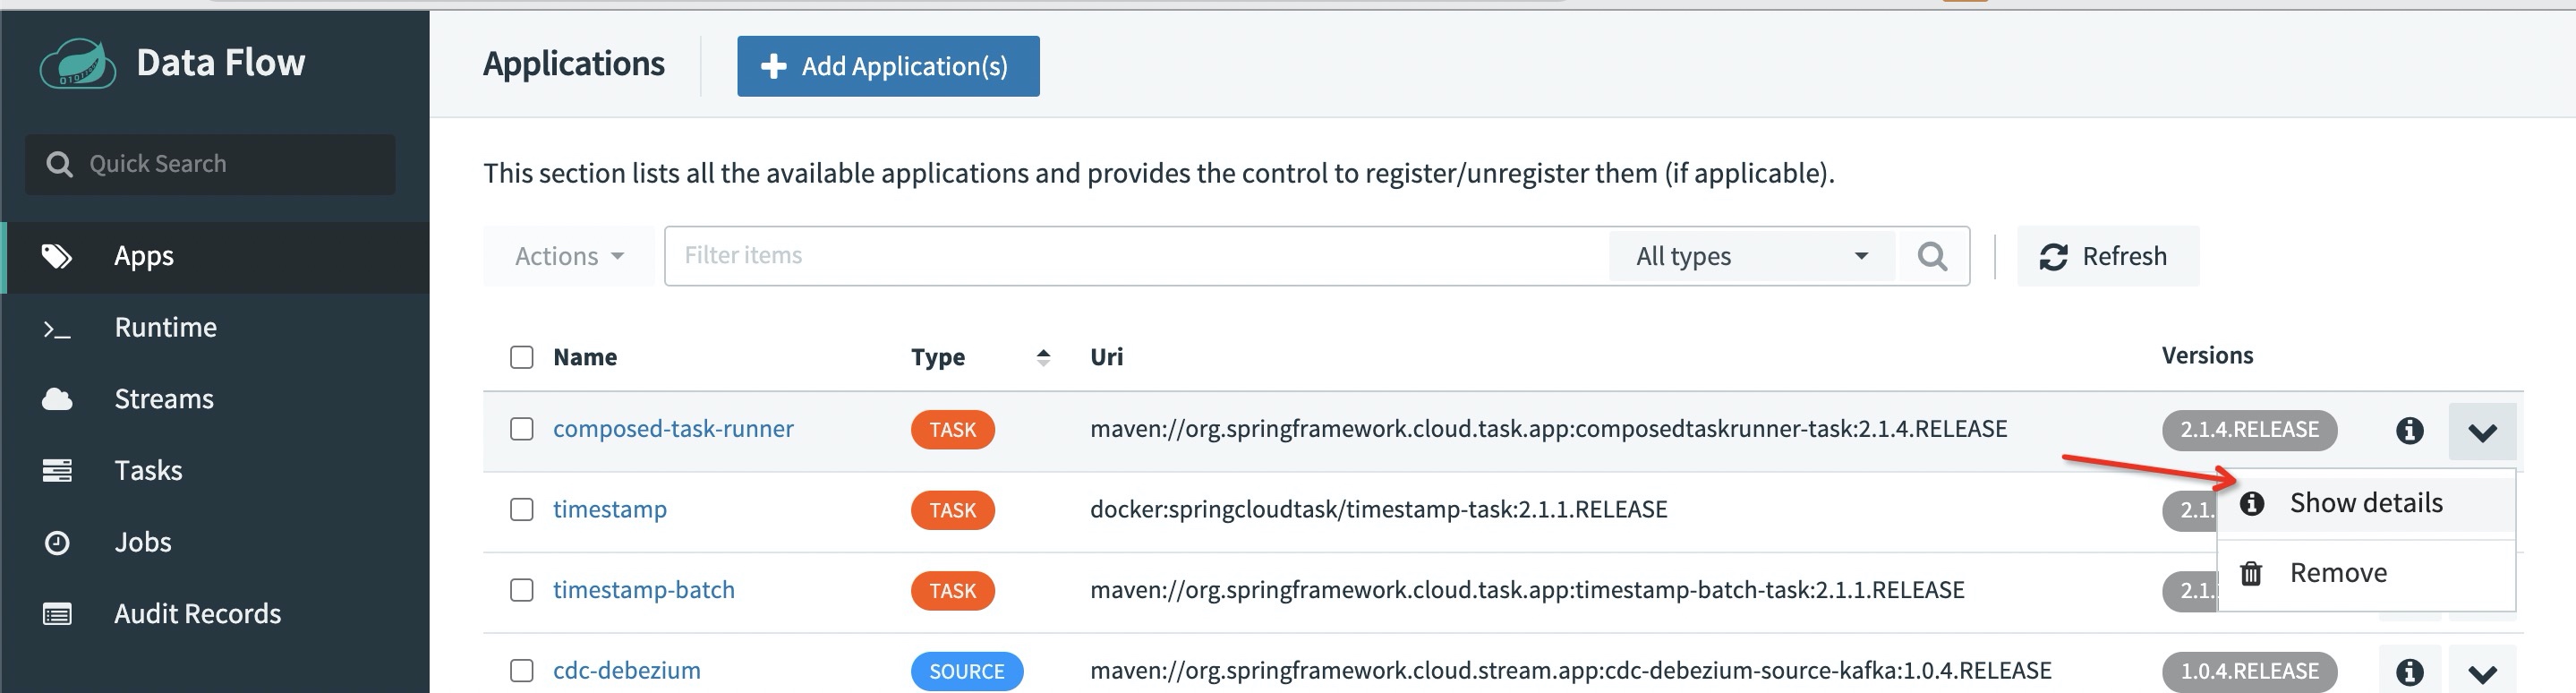 Data Flow
Applications
Add Application(s)
Quick Search
This section lists all the available applications and provides the control to register/unregister them (if applicable).
Apps
Actions
Filter items
All types
Refresh
Runtime
Streams
Tasks
Jobs
Audit Records
Name Type Uri Versions
composed-task-runner TASK maven://org.springframework.cloud.task.app:composedtaskrunner-task:2.1.4.RELEASE 2.1.4.RELEASE
timestamp TASK docker:springcloudtask/timestamp-task:2.1.1.RELEASE 2.1.
Show details
timestamp-batch TASK maven://org.springframework.cloud.task.app:timestamp-batch-task:2.1.1.RELEASE 2.1.
Remove
cdc-debezium SOURCE maven://org.springframework.cloud.stream.app:cdc-debezium-source-kafka:1.0.4.RELEASE 1.0.4.RELEASE